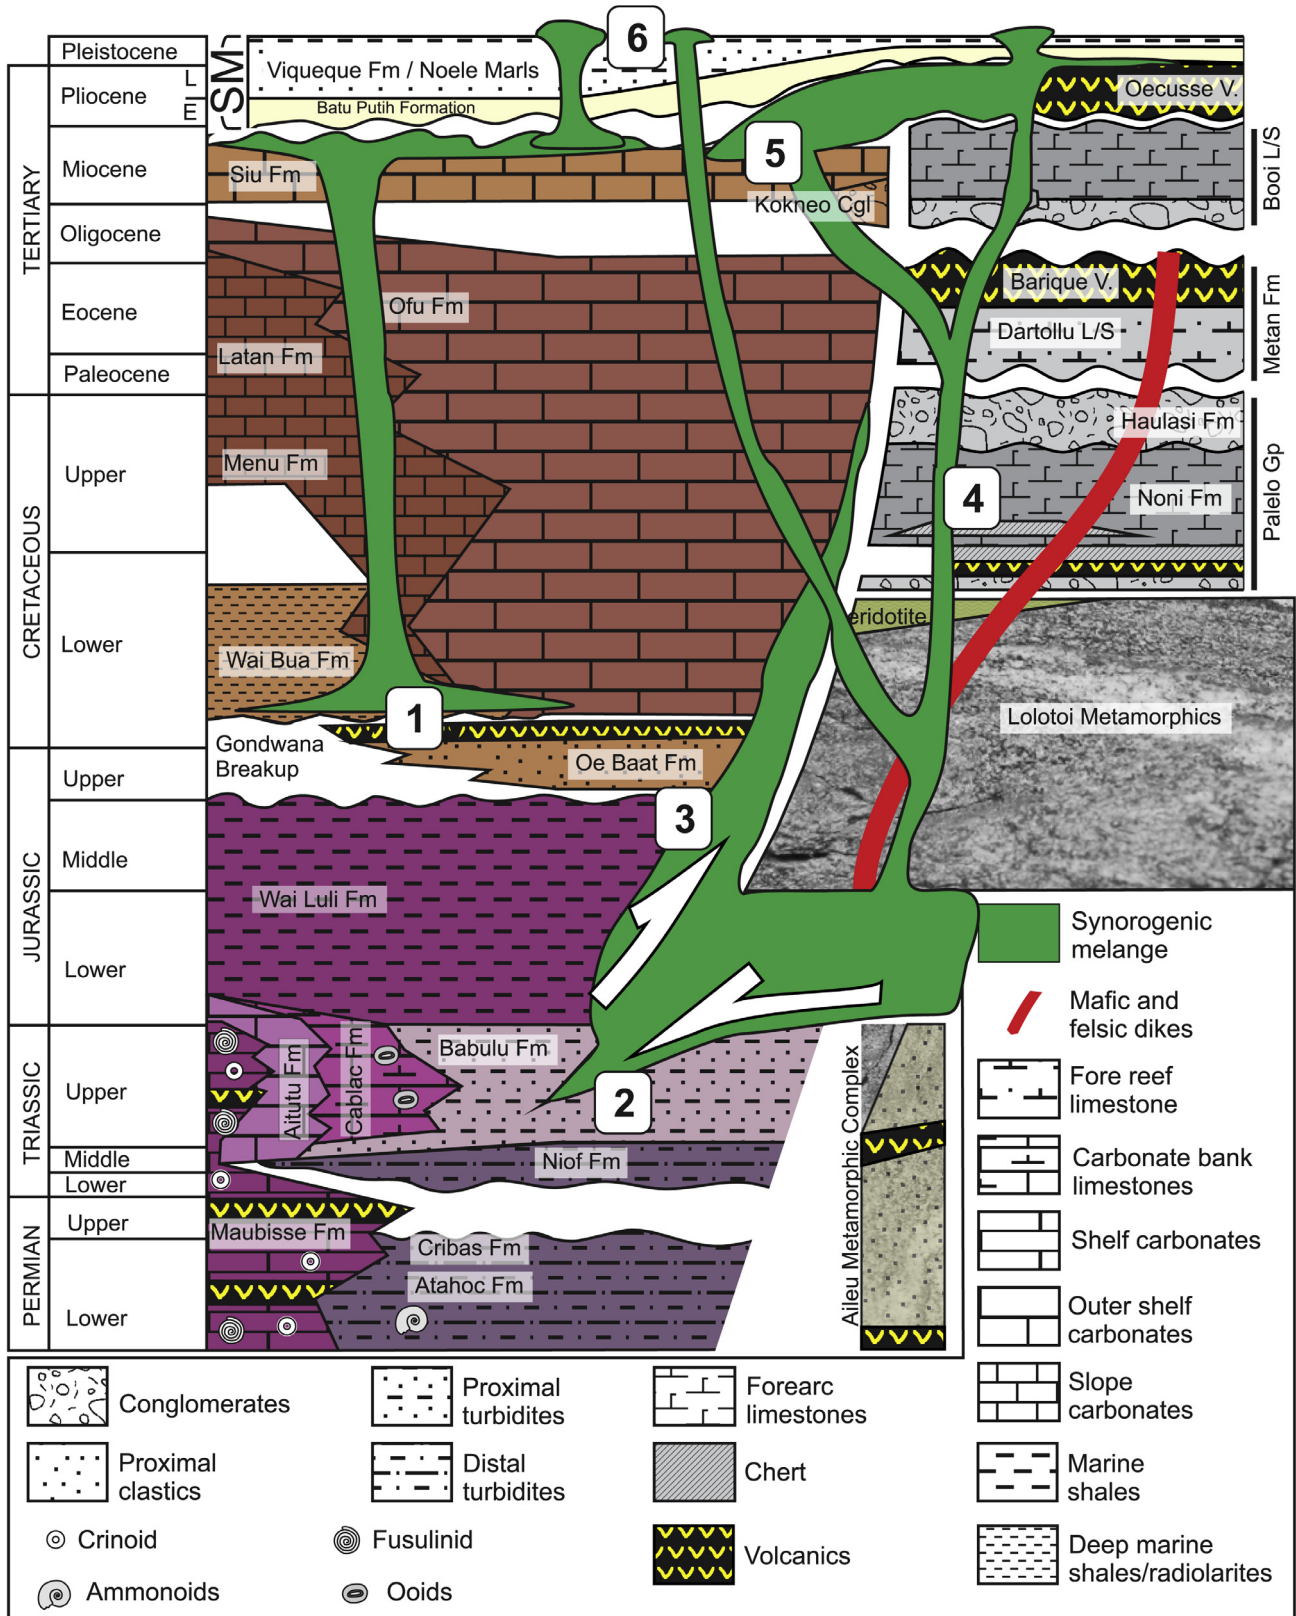 Pleistocene
SM
6
Viqueque Fm / Noele Marls
L
Pliocene
E
Batu Putih Formation
Oecusse V.
TERTIARY
Miocene
Siu Fm
5
Kokneo Cgl
Booi L/S
Oligocene
Eocene
Ofu Fm
Barique V.
Latan Fm
Dartollu L/S
Metan Fm
Paleocene
CRETACEOUS
Upper
Menu Fm
Haulasi Fm
4
Noni Fm
Palelo Gp
Lower
eridotite
Wai Bua Fm
1
Lolotoi Metamorphics
Gondwana
Breakup
Oe Baat Fm
JURASSIC
Upper
3
Middle
Wai Luli Fm
Lower
Synorogenic
melange
Mafic and
felsic dikes
TRIASSIC
Upper
Aitutu Fm
Cablac Fm
Babulu Fm
2
Middle
Niof Fm
Lower
Aileu Metamorphic Complex
Fore reef
limestone
Carbonate bank
limestones
PERMIAN
Upper
Maubisse Fm
Cribas Fm
Atahoc Fm
Lower
Shelf carbonates
Outer shelf
carbonates
Slope
carbonates
Conglomerates
Proximal
turbidites
Forearc
limestones
Proximal
clastics
Distal
turbidites
Chert
Marine
shales
Crinoid
Fusulinid
Volcanics
Deep marine
shales/radiolarites
Ammonoids
Ooids